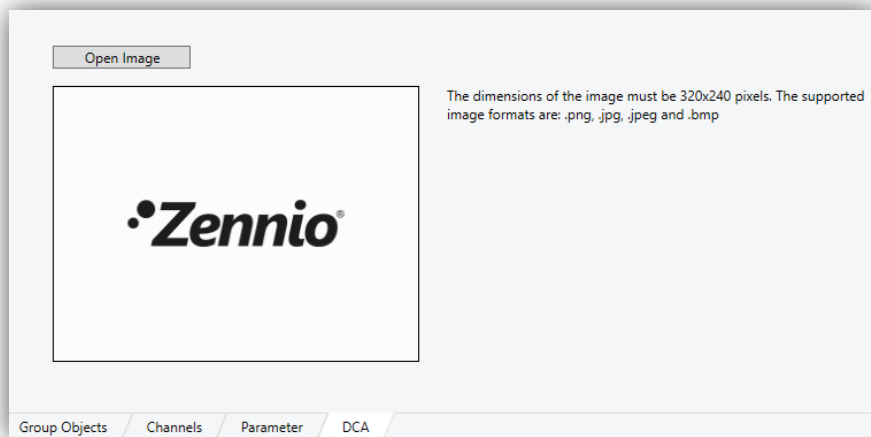 Open Image
The dimensions of the image must be 320x240 pixels. The supported
image formats are: .png, .jpg, .jpeg and .bmp
Zennio®
Group Objects
Channels
Parameter
DCA